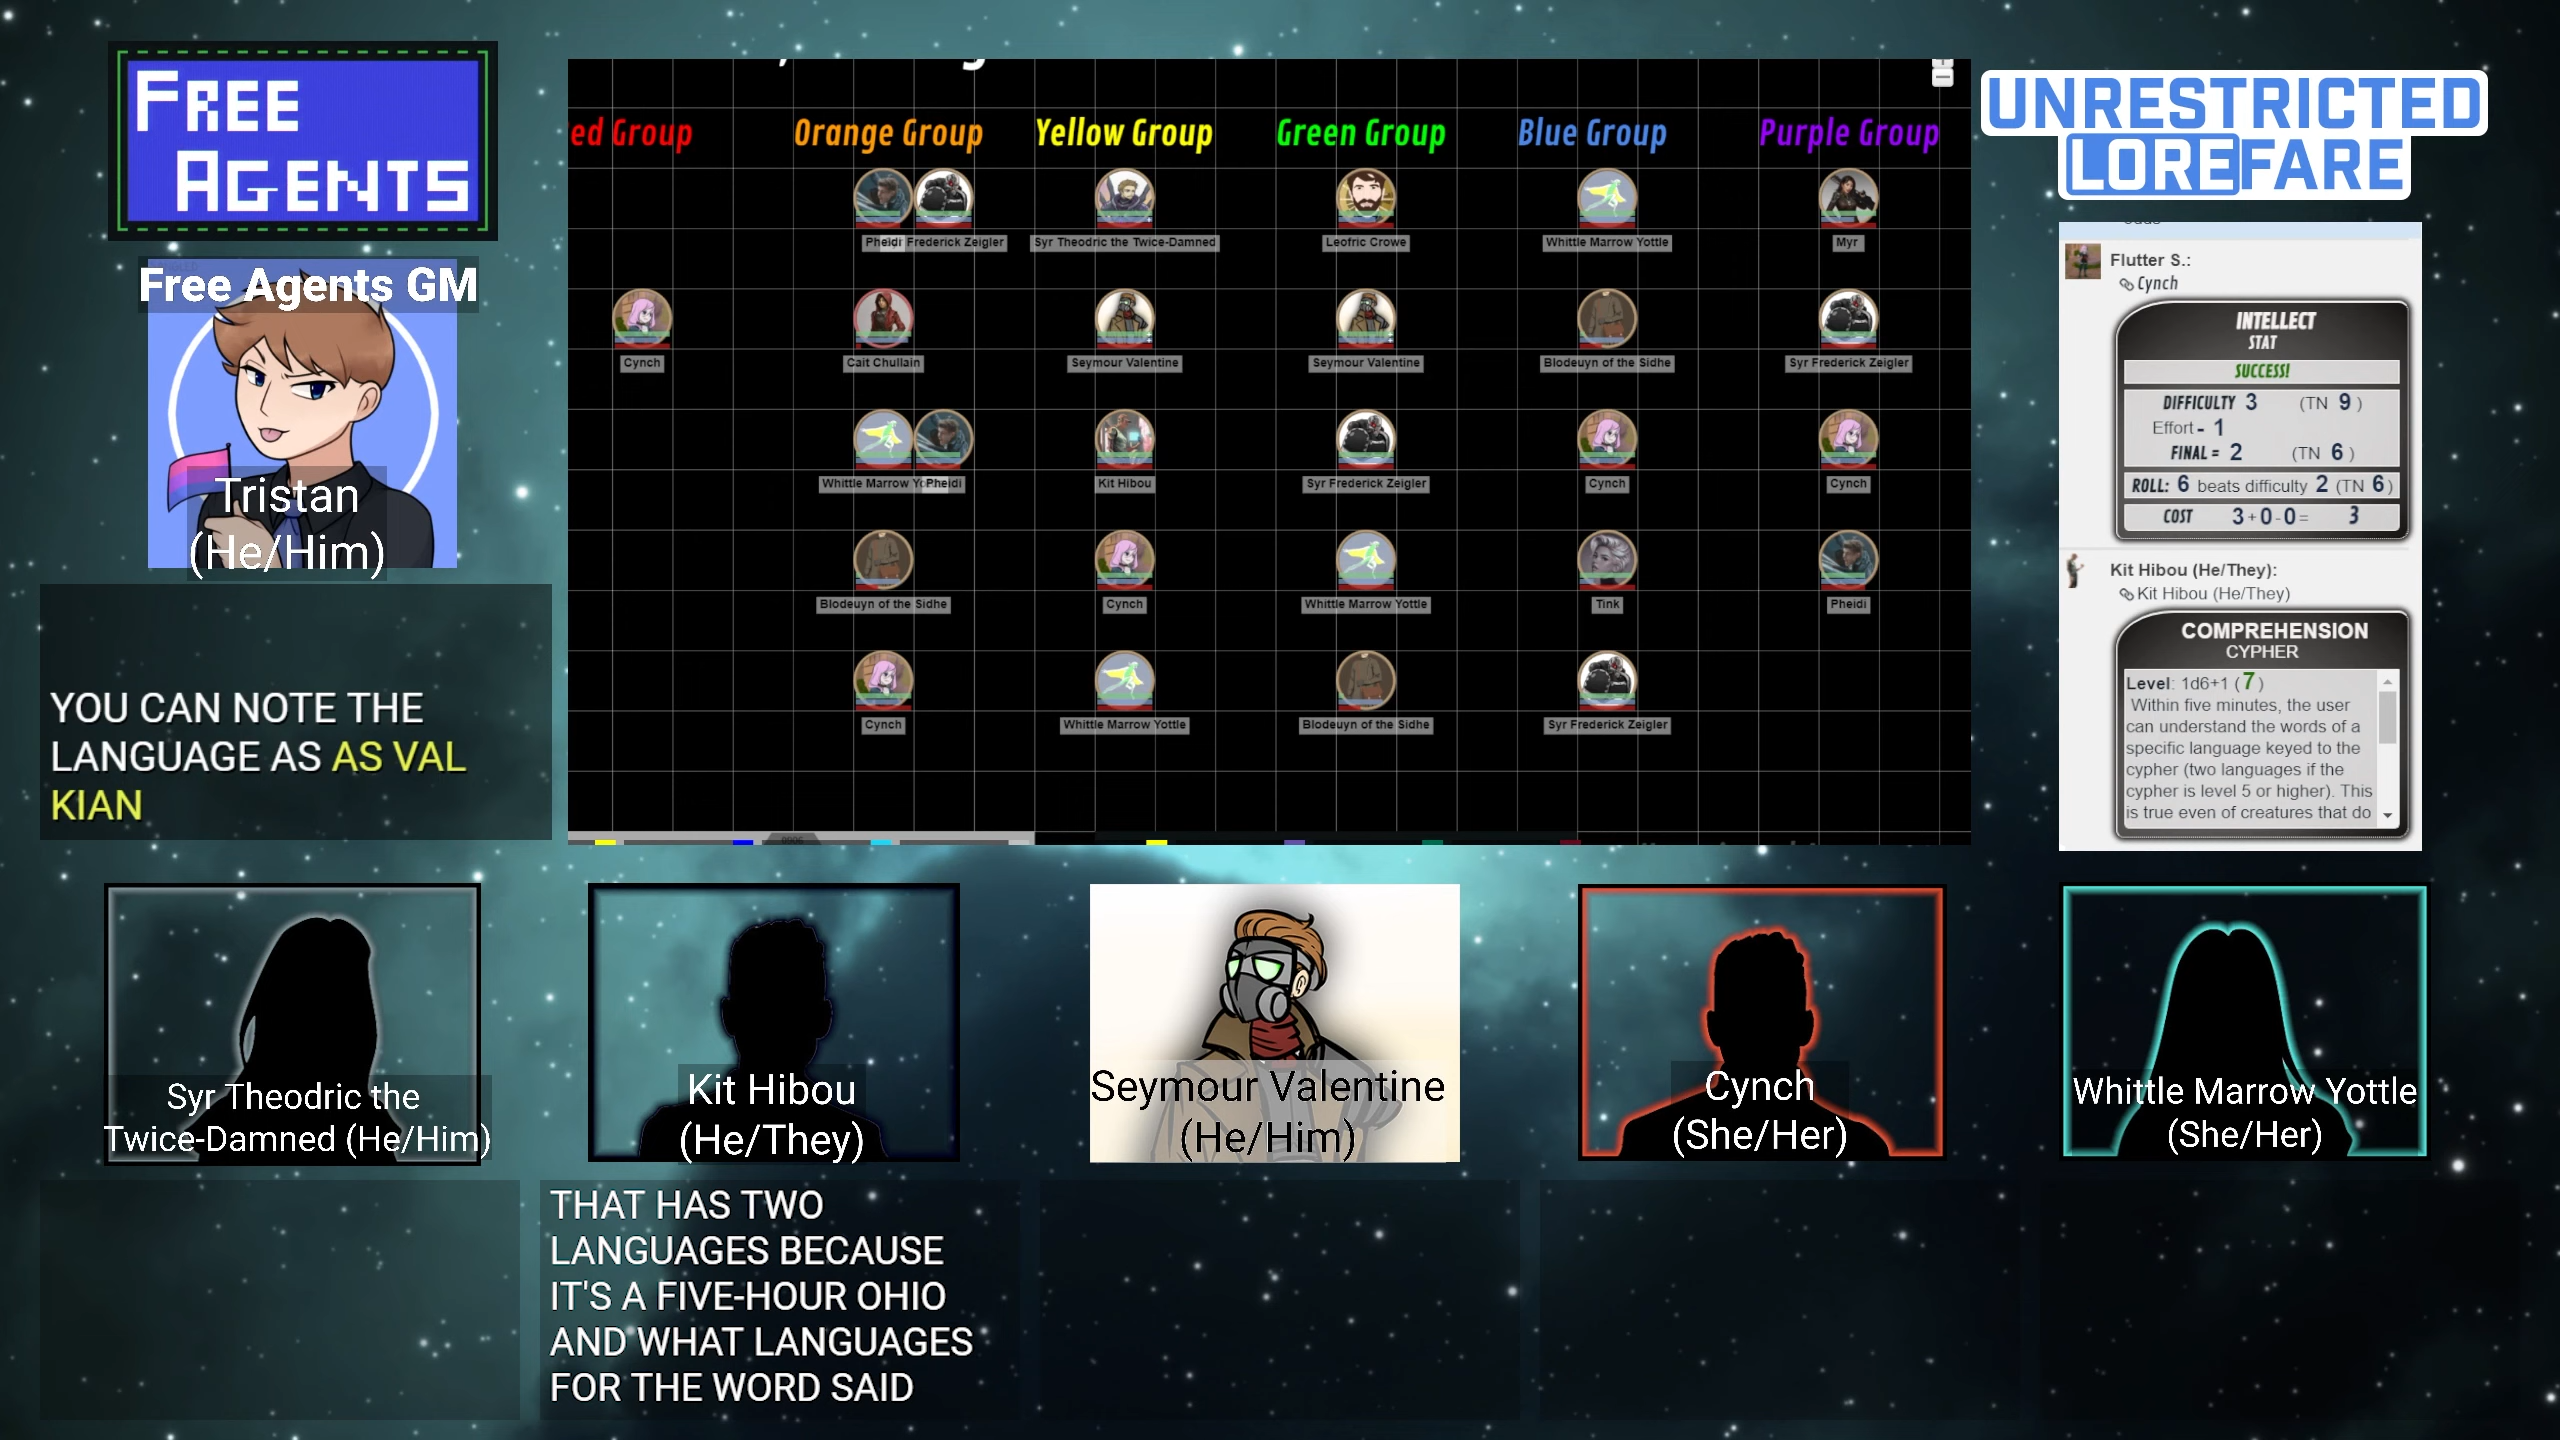 FREE
AGENTS
Free Agents GM
Tristan
(He/Him)
YOU CAN NOTE THE
LANGUAGE AS AS VAL
KIAN
ed Group
Orange Group
Yellow Group
Green Group
Blue Group
Purple Group
Pheidi
Frederick Zeigler
Syr Theodric the Twice-Damned
Leofric Crowe
Whittle Marrow Yottle
Myr
Cynch
Cait Chullain
Seymour Valentine
Seymour Valentine
Blodeuyn of the Sidhe
Syr Frederick Zeigler
Whittle Marrow Yo
Pheidi
Kit Hibou
Syr Frederick Zeigler
Cynch
Cynch
Blodeuyn of the Sidhe
Cynch
Whittle Marrow Yottle
Tink
Pheidi
Cynch
Whittle Marrow Yottle
Blodeuyn of the Sidhe
Syr Frederick Zeigler
UNRESTRICTED
LOREFARE
Flutter S.:
Cynch
INTELLECT
STAT
SUCCESS!
DIFFICULTY 3 (TN 9 )
Effort - 1
FINAL = 2 (TN 6 )
ROLL: 6 beats difficulty 2 (TN 6 )
COST 3+0-0= 3
Kit Hibou (He/They):
Kit Hibou (He/They)
COMPREHENSION
CYPHER
Level: 1d6+1 ( 7 )
Within five minutes, the user
can understand the words of a
specific language keyed to the
cypher (two languages if the
cypher is level 5 or higher). This
is true even of creatures that do
Syr Theodric the
Twice-Damned (He/Him)
Kit Hibou
(He/They)
Seymour Valentine
(He/Him)
Cynch
(She/Her)
Whittle Marrow Yottle
(She/Her)
THAT HAS TWO
LANGUAGES BECAUSE
IT'S A FIVE-HOUR OHIO
AND WHAT LANGUAGES
FOR THE WORD SAID